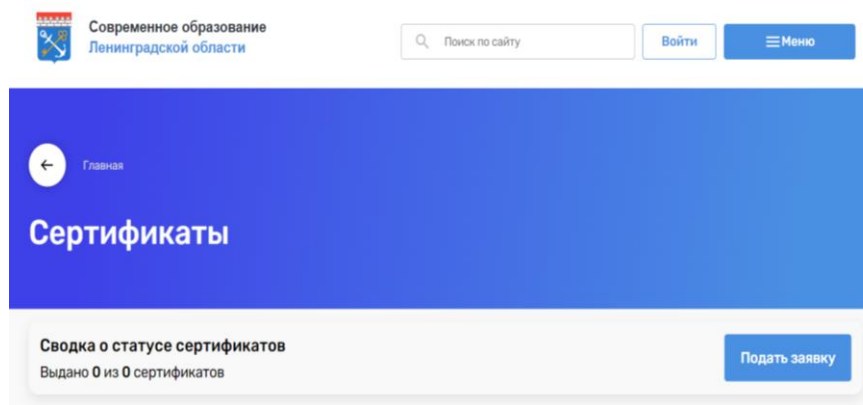 Современное образование
Ленинградской области
Поиск по сайту
Войти
Меню
Главная
Сертификаты
Сводка о статусе сертификатов
Выдано 0 из 0 сертификатов
Подать заявку